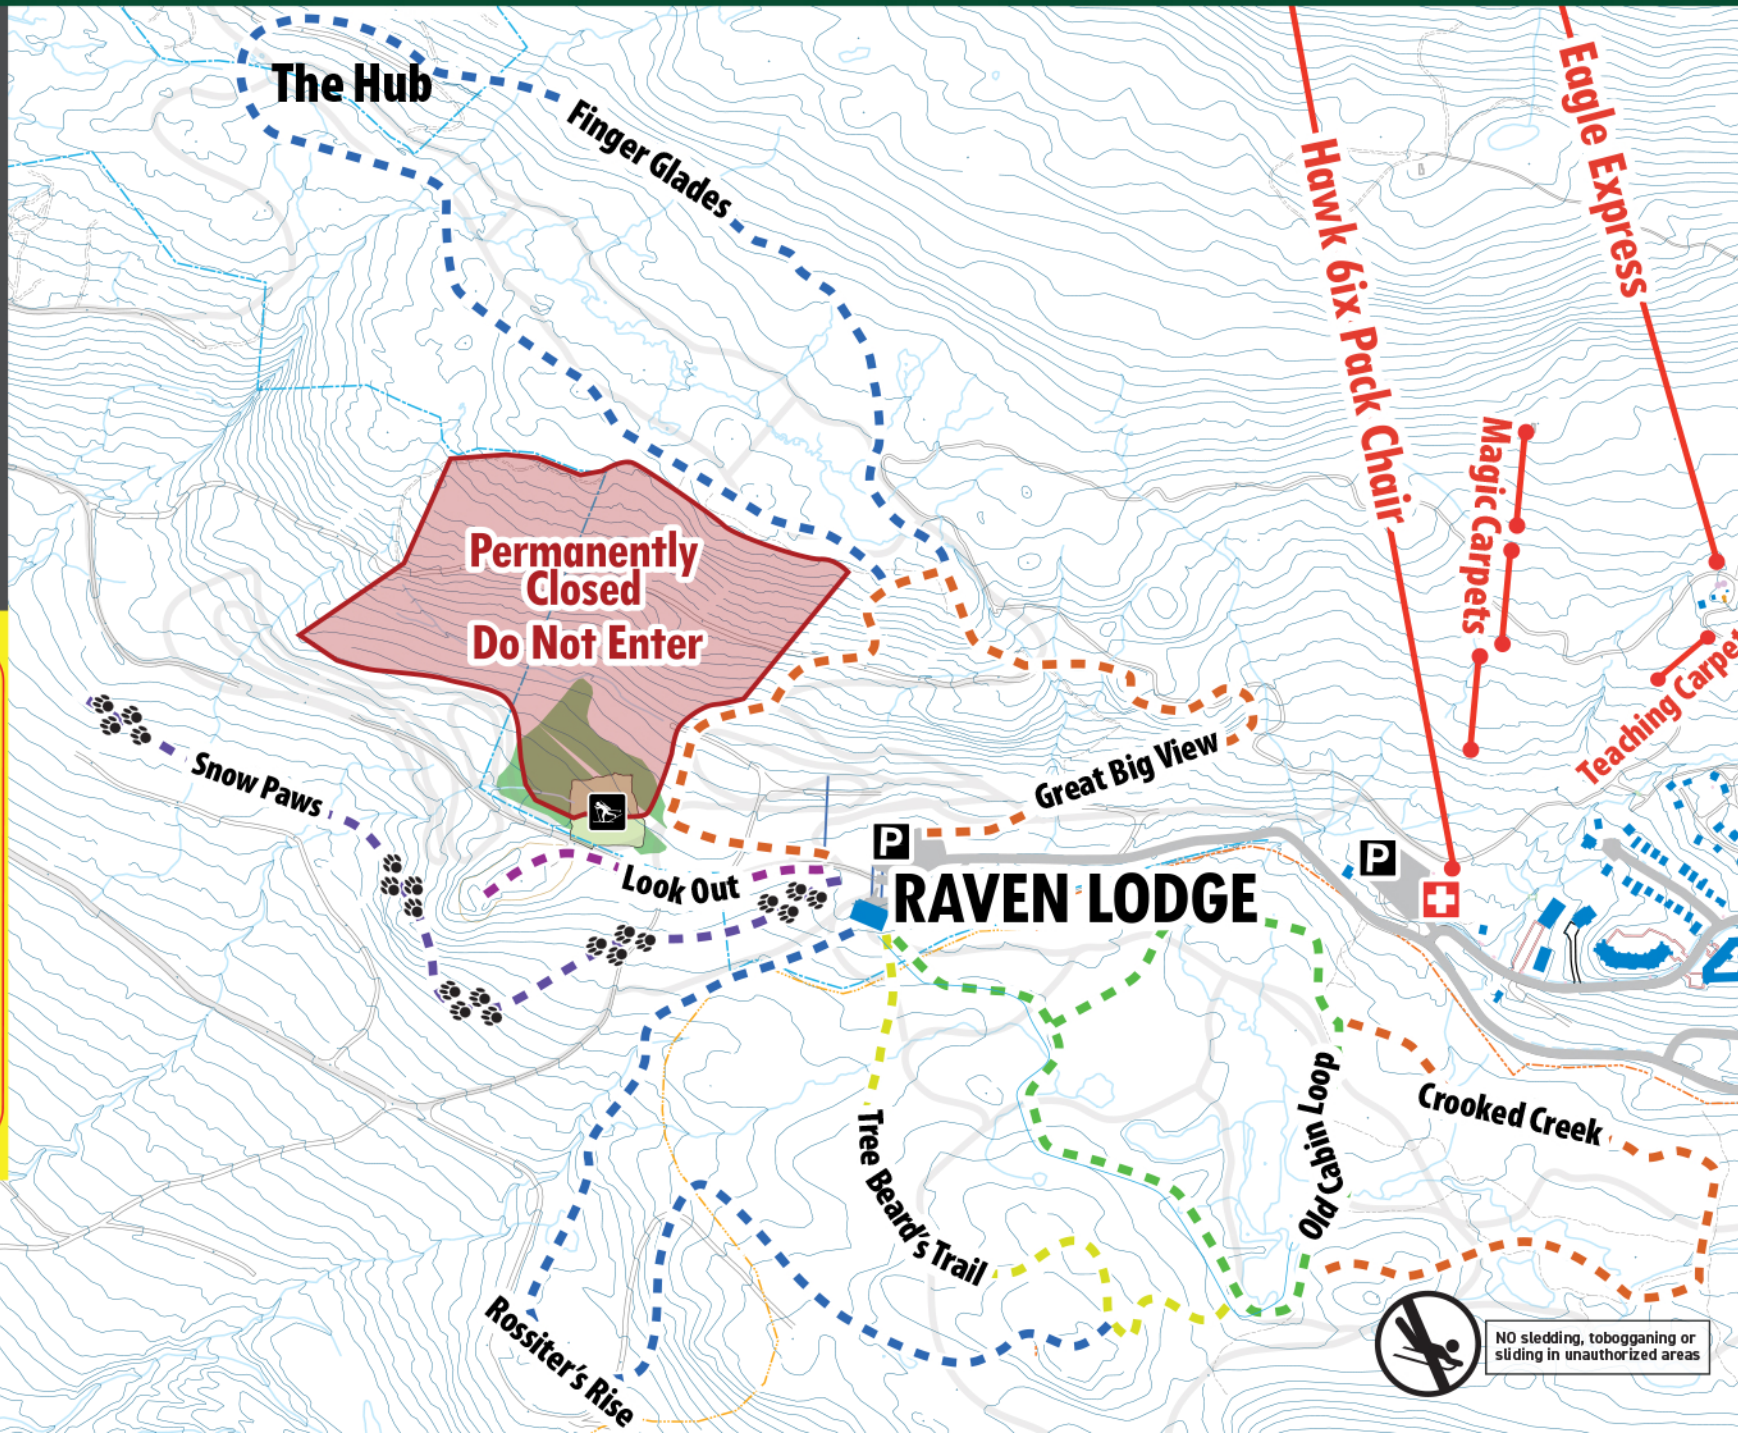 The Hub
Finger Glades
Hawk 6ix Pack Chair
Eagle Express
Magic Carpets
Permanently
Closed
Do Not Enter
Teaching Carpet
Snow Paws
Great Big View
P
P
Look Out
RAVEN LODGE
Old Cabin Loop
Crooked Creek
Tree Beard's Trail
Rossiter's Rise
NO sledding, tobogganing or
sliding in unauthorized areas